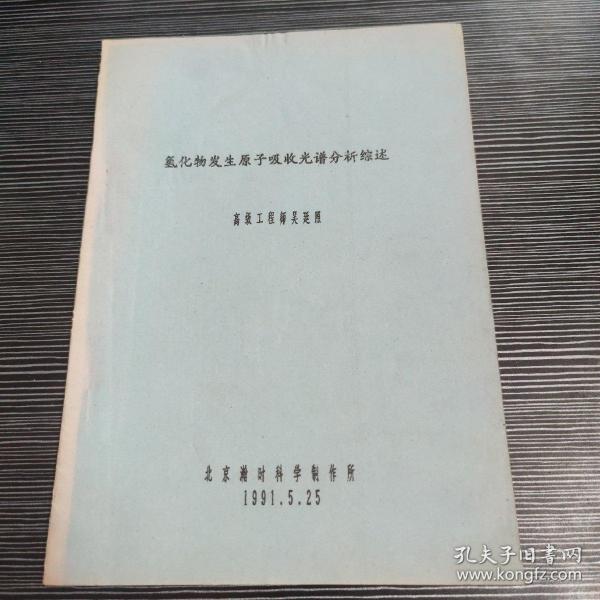 氢化物发生原子吸收光谱分析综述
高级工程师吴廷照
北京瀚时科学制作所
1991.5.25
孔夫子旧书网
www.kongfz.com